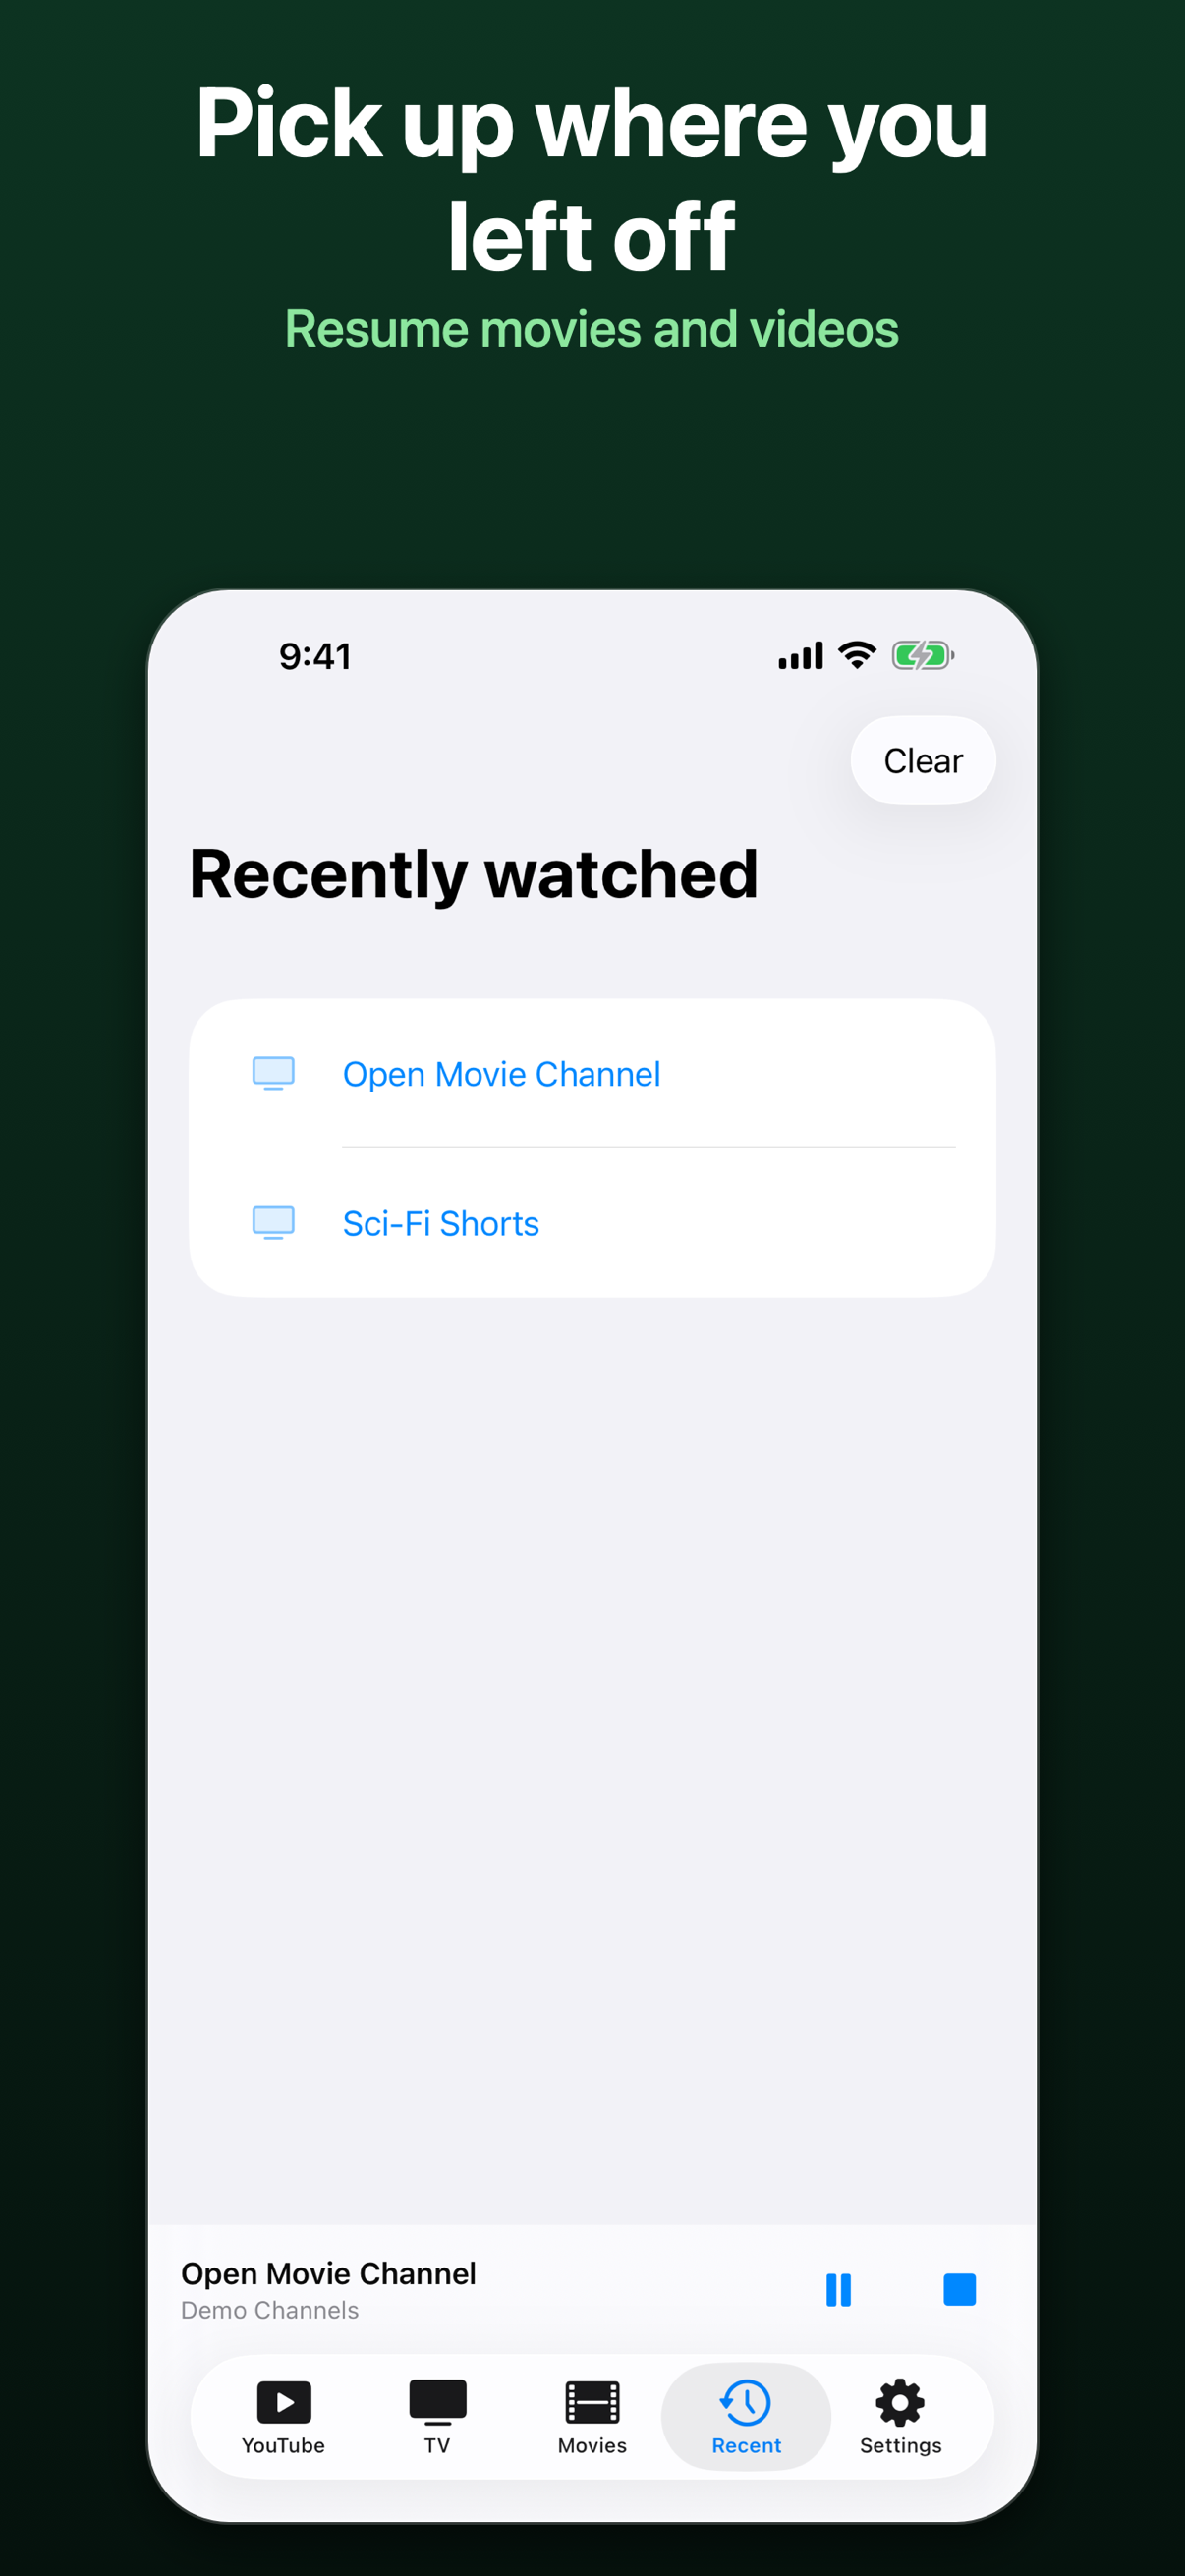 Pick up where you
left off
Resume movies and videos
9:41
Clear
Recently watched
Open Movie Channel
Sci-Fi Shorts
Open Movie Channel
Demo Channels
YouTube
TV
Movies
Recent
Settings